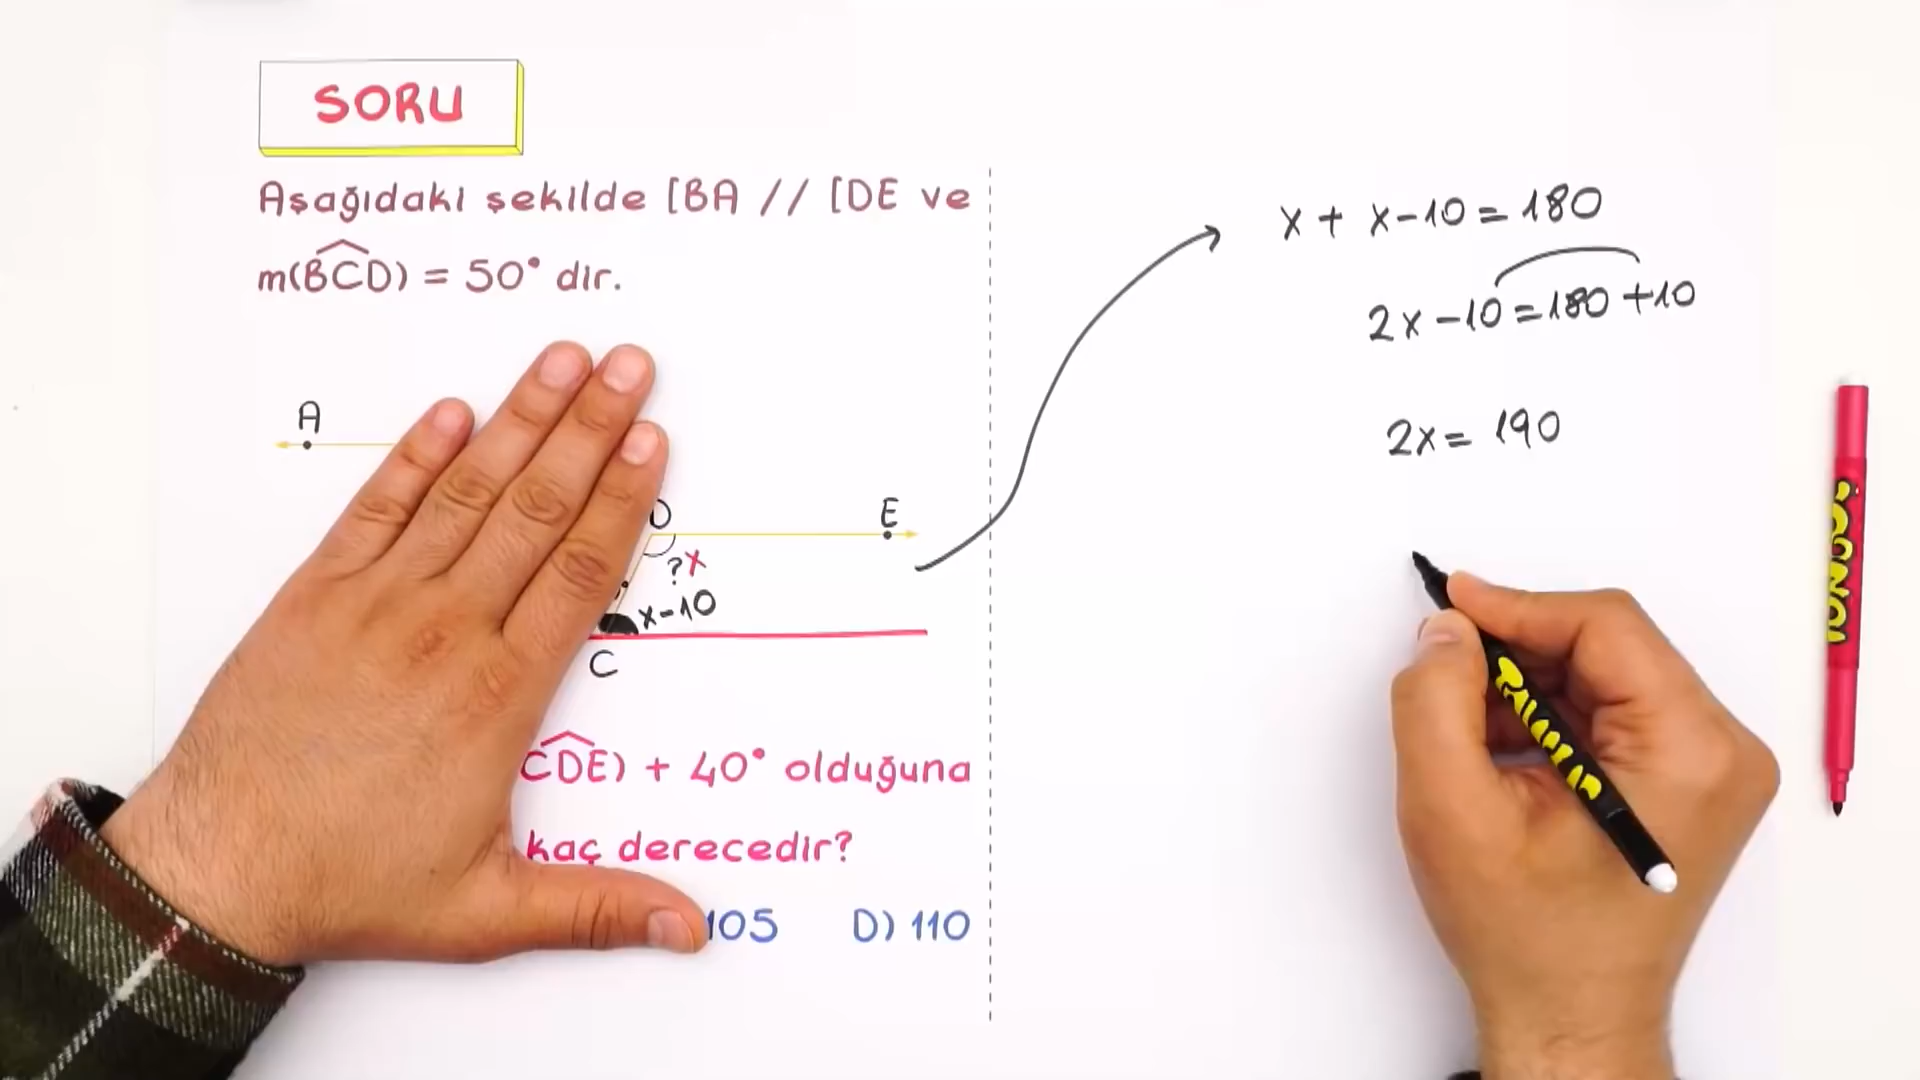 SORU
Aşağıdaki şekilde [BA // [DE ve
m(BCD) = 50° dir.
A
D
E
?x
x-10
C
CDE) + 40° olduğuna
kaç derecedir?
105 D) 110
x + x-10 = 180
2x -10 = 180 +10
2x = 190